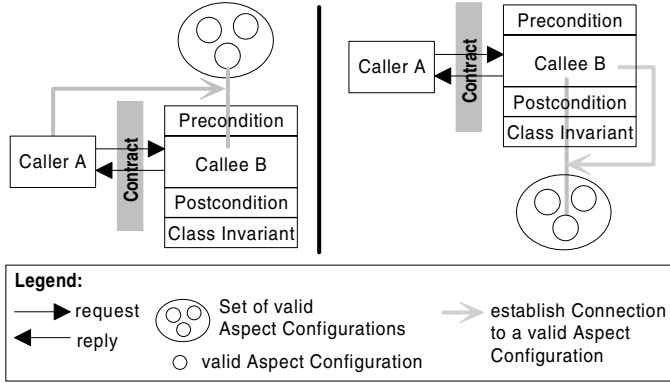 Caller A
Contract
Precondition
Callee B
Postcondition
Class Invariant
Caller A
Contract
Precondition
Callee B
Postcondition
Class Invariant
Legend:
request
reply
Set of valid
Aspect Configurations
valid Aspect Configuration
establish Connection
to a valid Aspect
Configuration